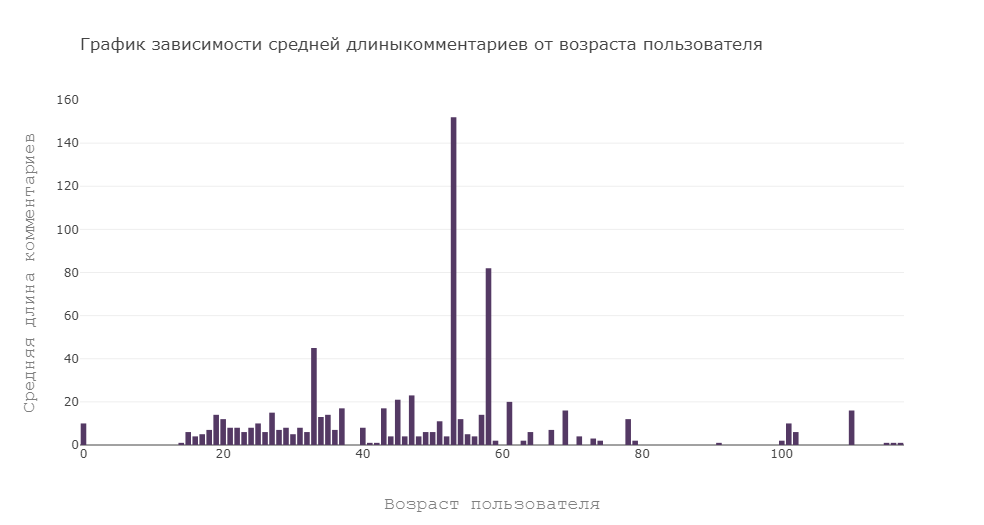 График зависимости средней длиныкомментариев от возраста пользователя
160
140
120
100
80
60
40
20
0
Средняя длина комментариев
0 20 40 60 80 100
Возраст пользователя